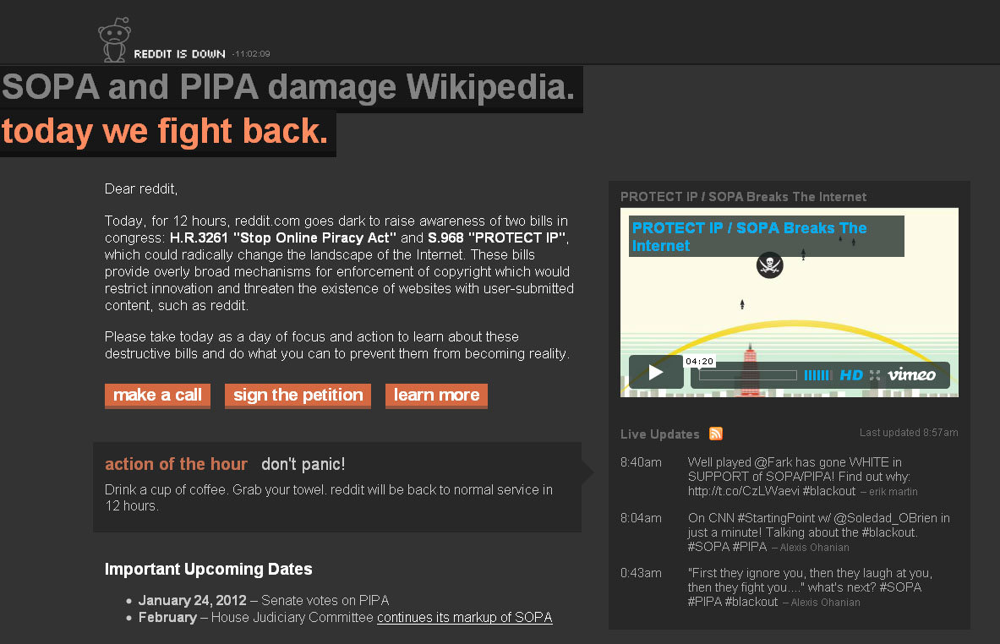 REDDIT IS DOWN -11:02:09
SOPA and PIPA damage Wikipedia.
today we fight back.
Dear reddit,
Today, for 12 hours, reddit.com goes dark to raise awareness of two bills in
congress: H.R.3261 "Stop Online Piracy Act" and S.968 "PROTECT IP",
which could radically change the landscape of the Internet. These bills
provide overly broad mechanisms for enforcement of copyright which would
restrict innovation and threaten the existence of websites with user-submitted
content, such as reddit.
Please take today as a day of focus and action to learn about these
destructive bills and do what you can to prevent them from becoming reality.
make a call
sign the petition
learn more
action of the hour don't panic!
Drink a cup of coffee. Grab your towel. reddit will be back to normal service in
12 hours.
Important Upcoming Dates
• January 24, 2012 – Senate votes on PIPA
• February – House Judiciary Committee continues its markup of SOPA
PROTECT IP / SOPA Breaks The Internet
PROTECT IP / SOPA Breaks The
Internet
04:20
HD vimeo
Live Updates Last updated 8:57am
8:40am Well played @Fark has gone WHITE in
SUPPORT of SOPA/PIPA! Find out why:
http://t.co/CzLWaevi #blackout – erik martin
8:04am On CNN #StartingPoint w/ @Soledad_OBrien in
just a minute! Talking about the #blackout.
#SOPA #PIPA – Alexis Ohanian
0:43am "First they ignore you, then they laugh at you,
then they fight you...." what's next? #SOPA
#PIPA #blackout – Alexis Ohanian